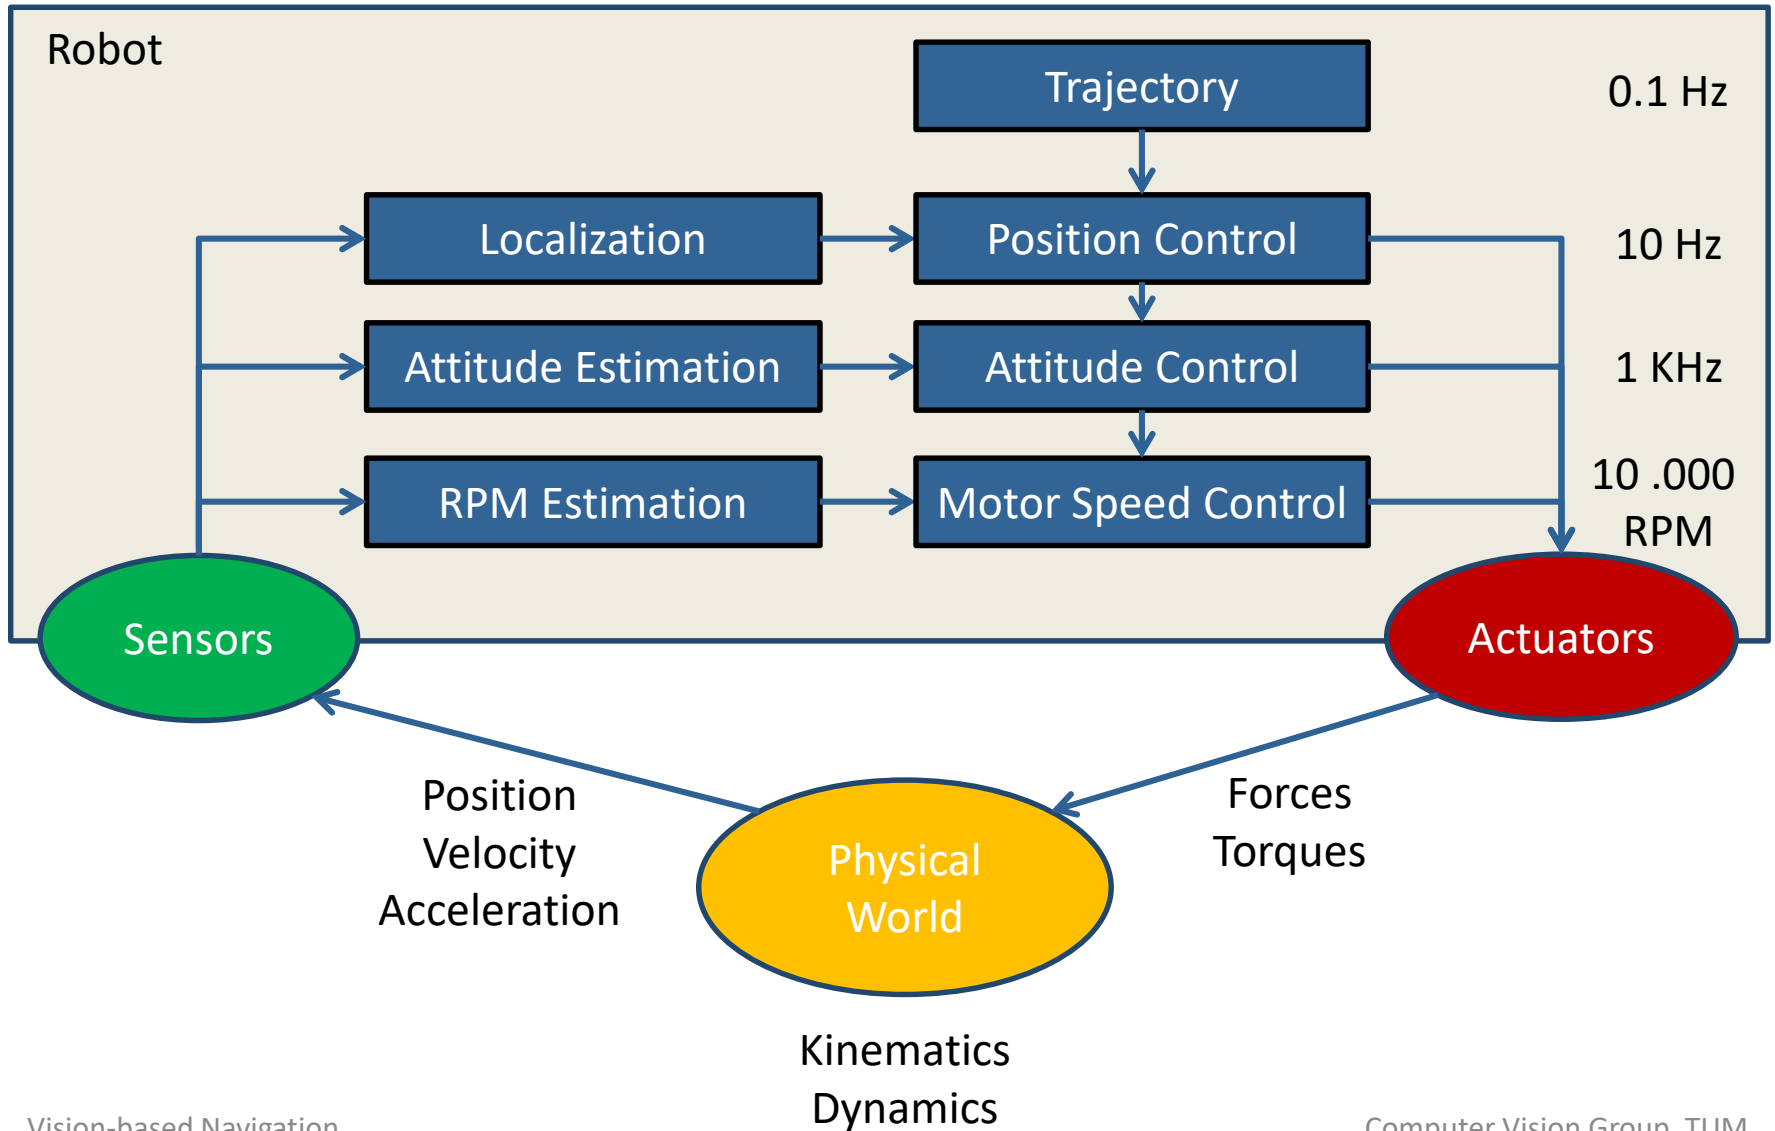 Robot
Trajectory
0.1 Hz
Localization
Position Control
10 Hz
Attitude Estimation
Attitude Control
1 KHz
RPM Estimation
Motor Speed Control
10 .000
RPM
Sensors
Actuators
Position
Velocity
Acceleration
Forces
Torques
Physical
World
Kinematics
Dynamics
Vision-based Navigation
Computer Vision Group, TUM